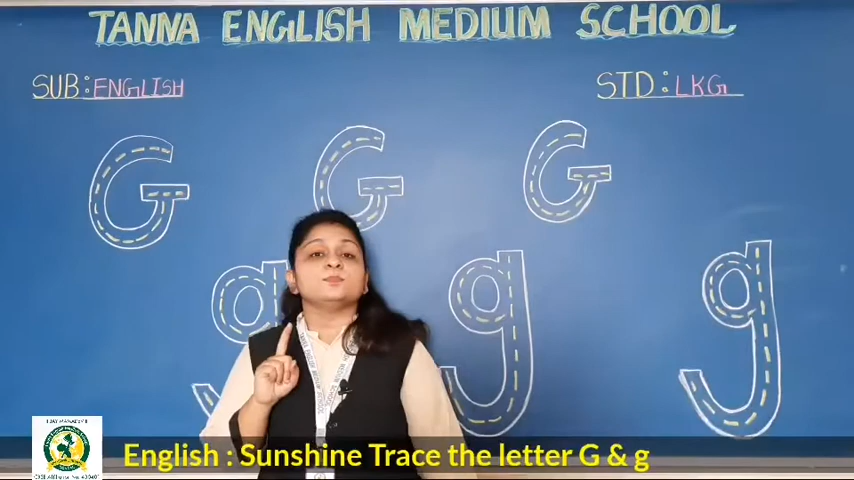 TANNA ENGLISH MEDIUM SCHOOL
SUB: ENGLISH
STD: LKG
G G G
g g g
English : Sunshine Trace the letter G & g